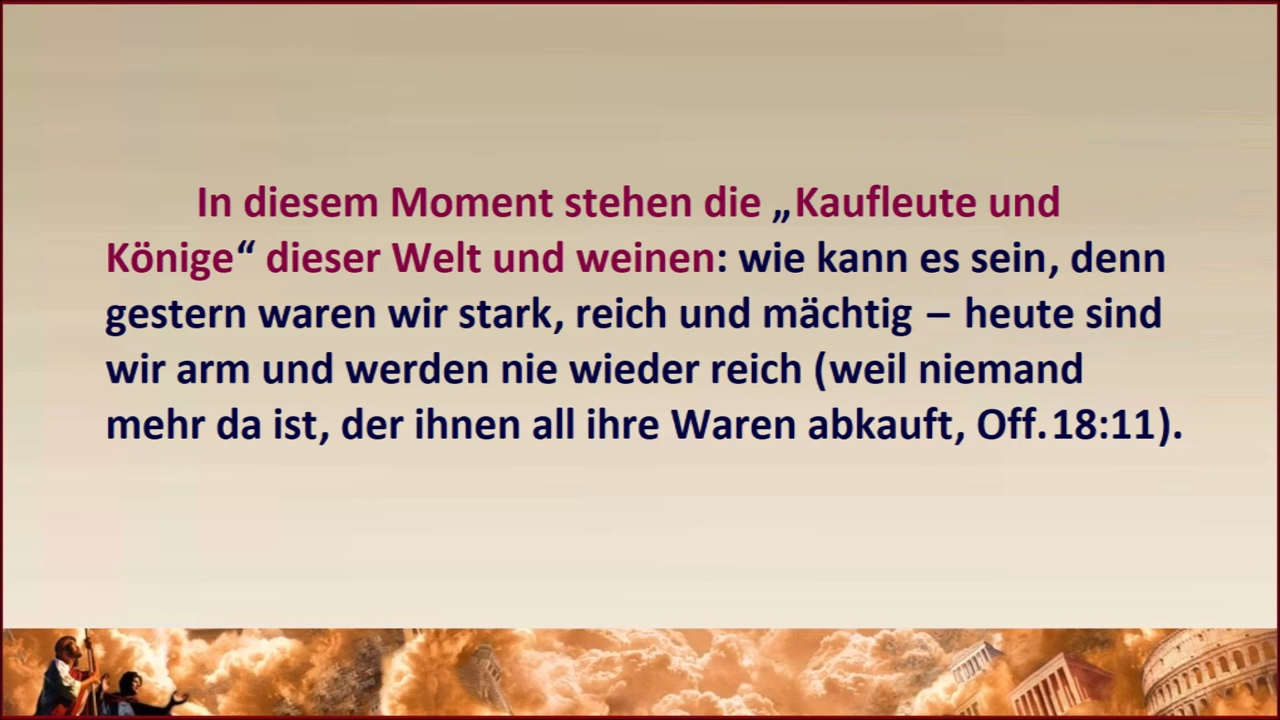 In diesem Moment stehen die „Kaufleute und
Könige“ dieser Welt und weinen: wie kann es sein, denn
gestern waren wir stark, reich und mächtig – heute sind
wir arm und werden nie wieder reich (weil niemand
mehr da ist, der ihnen all ihre Waren abkauft, Off.18:11).